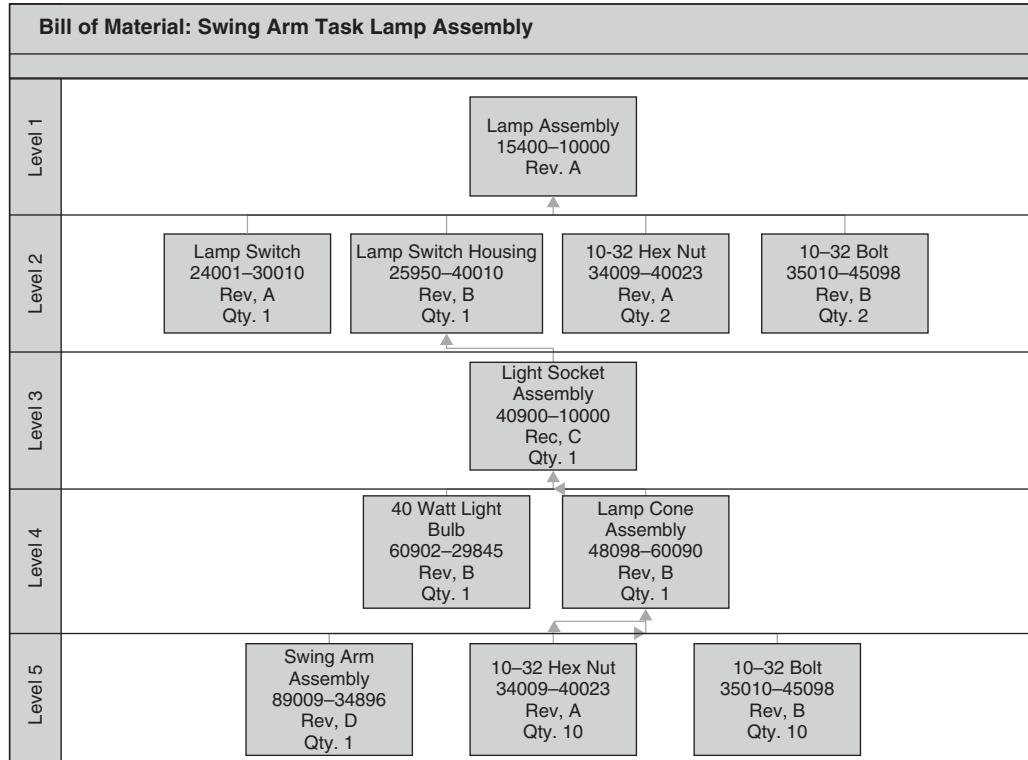 Bill of Material: Swing Arm Task Lamp Assembly
Level 1
Lamp Assembly
15400–10000
Rev. A
Level 2
Lamp Switch
24001–30010
Rev, A
Qty. 1
Lamp Switch Housing
25950–40010
Rev, B
Qty. 1
10-32 Hex Nut
34009–40023
Rev, A
Qty. 2
10–32 Bolt
35010–45098
Rev, B
Qty. 2
Level 3
Light Socket
Assembly
40900–10000
Rec, C
Qty. 1
Level 4
40 Watt Light
Bulb
60902–29845
Rev, B
Qty. 1
Lamp Cone
Assembly
48098–60090
Rev, B
Qty. 1
Level 5
Swing Arm
Assembly
89009–34896
Rev, D
Qty. 1
10–32 Hex Nut
34009–40023
Rev, A
Qty. 10
10–32 Bolt
35010–45098
Rev, B
Qty. 10